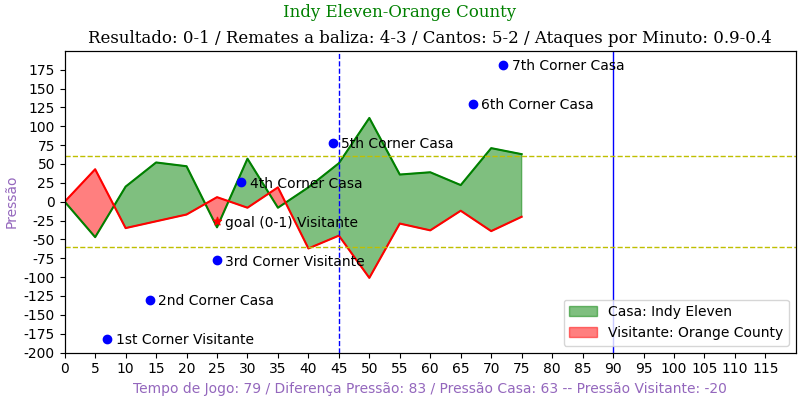 Indy Eleven-Orange County
Resultado: 0-1 / Remates a baliza: 4-3 / Cantos: 5-2 / Ataques por Minuto: 0.9-0.4
Pressão
175
150
125
100
75
50
25
0
-25
-50
-75
-100
-125
-150
-175
-200
7th Corner Casa
6th Corner Casa
5th Corner Casa
4th Corner Casa
goal (0-1) Visitante
3rd Corner Visitante
2nd Corner Casa
1st Corner Visitante
Casa: Indy Eleven
Visitante: Orange County
0 5 10 15 20 25 30 35 40 45 50 55 60 65 70 75 80 85 90 95 100 105 110 115
Tempo de Jogo: 79 / Diferença Pressão: 83 / Pressão Casa: 63 -- Pressão Visitante: -20